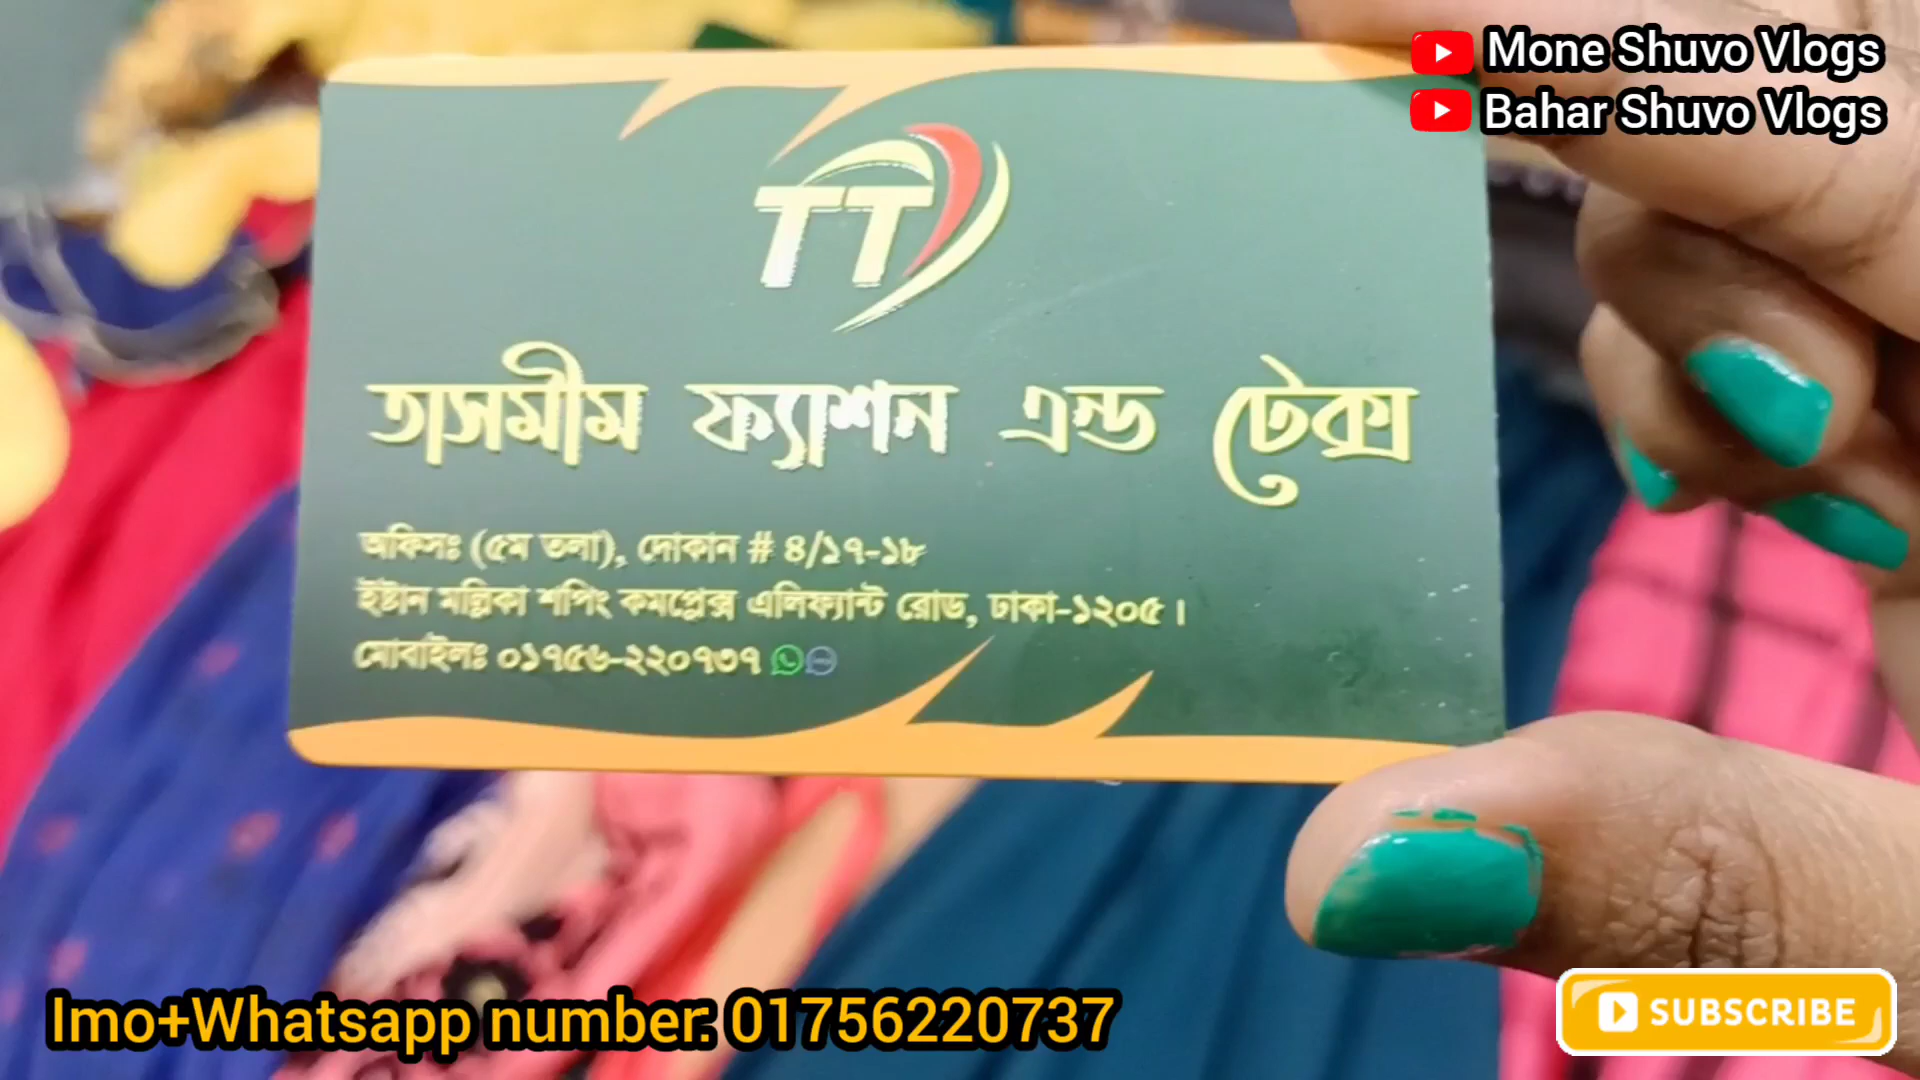 Mone Shuvo Vlogs
Bahar Shuvo Vlogs
TT
তাসমীম ফ্যাশন এন্ড টেক্স
অফিসঃ (৫ম তলা), দোকান # ৪/১৭-১৮
ইষ্টান মল্লিকা শপিং কমপ্লেক্স এলিফ্যান্ট রোড, ঢাকা-১২০৫।
মোবাইলঃ ০১৭৫৬-২২০৭৩৭
Imo+Whatsapp number: 01756220737
SUBSCRIBE